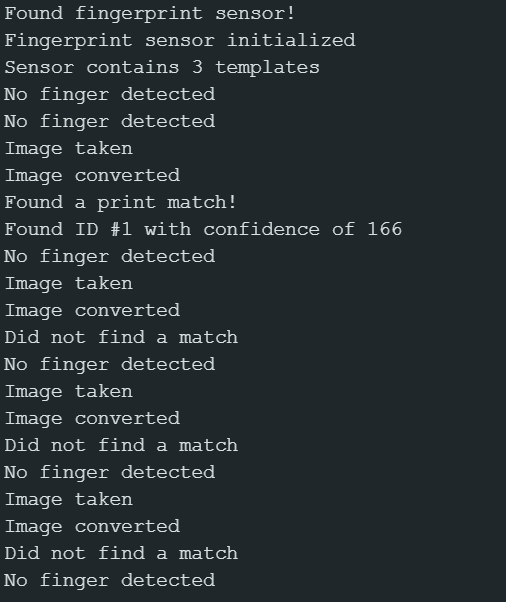 Found fingerprint sensor!
Fingerprint sensor initialized
Sensor contains 3 templates
No finger detected
No finger detected
Image taken
Image converted
Found a print match!
Found ID #1 with confidence of 166
No finger detected
Image taken
Image converted
Did not find a match
No finger detected
Image taken
Image converted
Did not find a match
No finger detected
Image taken
Image converted
Did not find a match
No finger detected